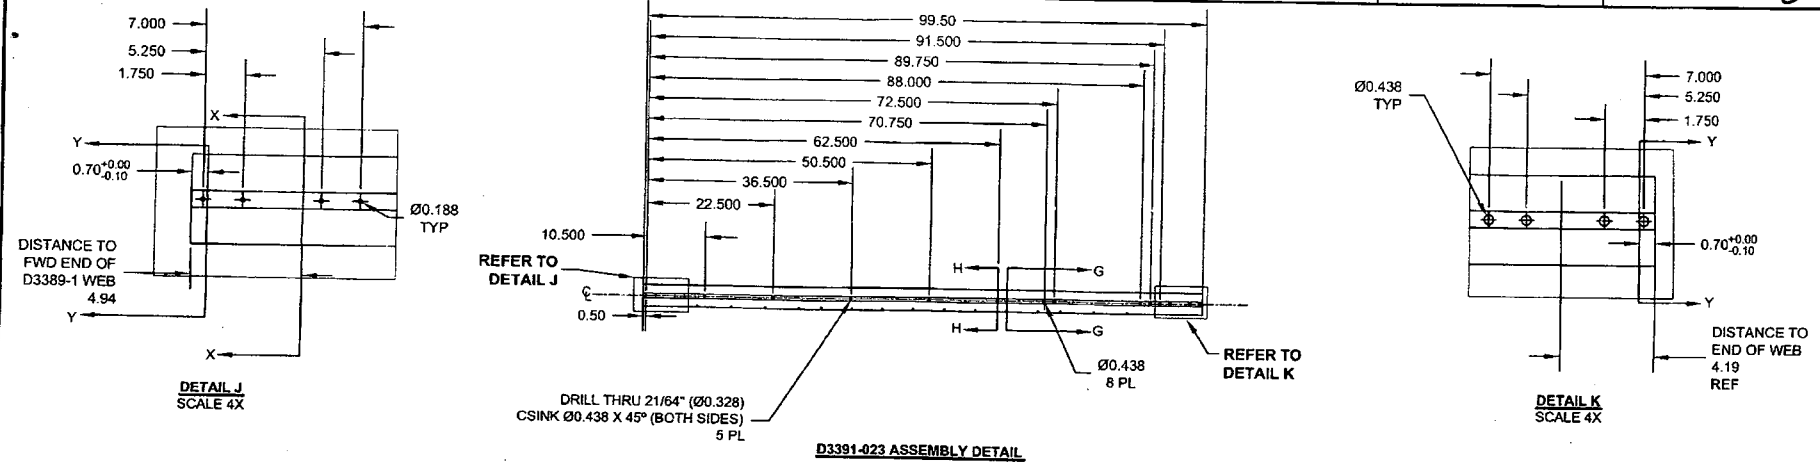 7.000
5.250
1.750
X
Y
0.70 +0.00 -0.10
Ø0.188
TYP
DISTANCE TO
FWD END OF
D3389-1 WEB
4.94
Y
X
DETAIL J
SCALE 4X
99.50
91.500
89.750
88.000
72.500
70.750
62.500
50.500
36.500
22.500
10.500
REFER TO
DETAIL J
H
G
℄
0.50
H
G
Ø0.438
8 PL
REFER TO
DETAIL K
DRILL THRU 21/64" (Ø0.328)
CSINK Ø0.438 X 45° (BOTH SIDES)
5 PL
D3391-023 ASSEMBLY DETAIL
Ø0.438
TYP
7.000
5.250
1.750
Y
0.70 +0.00 -0.10
Y
DISTANCE TO
END OF WEB
4.19
REF
DETAIL K
SCALE 4X